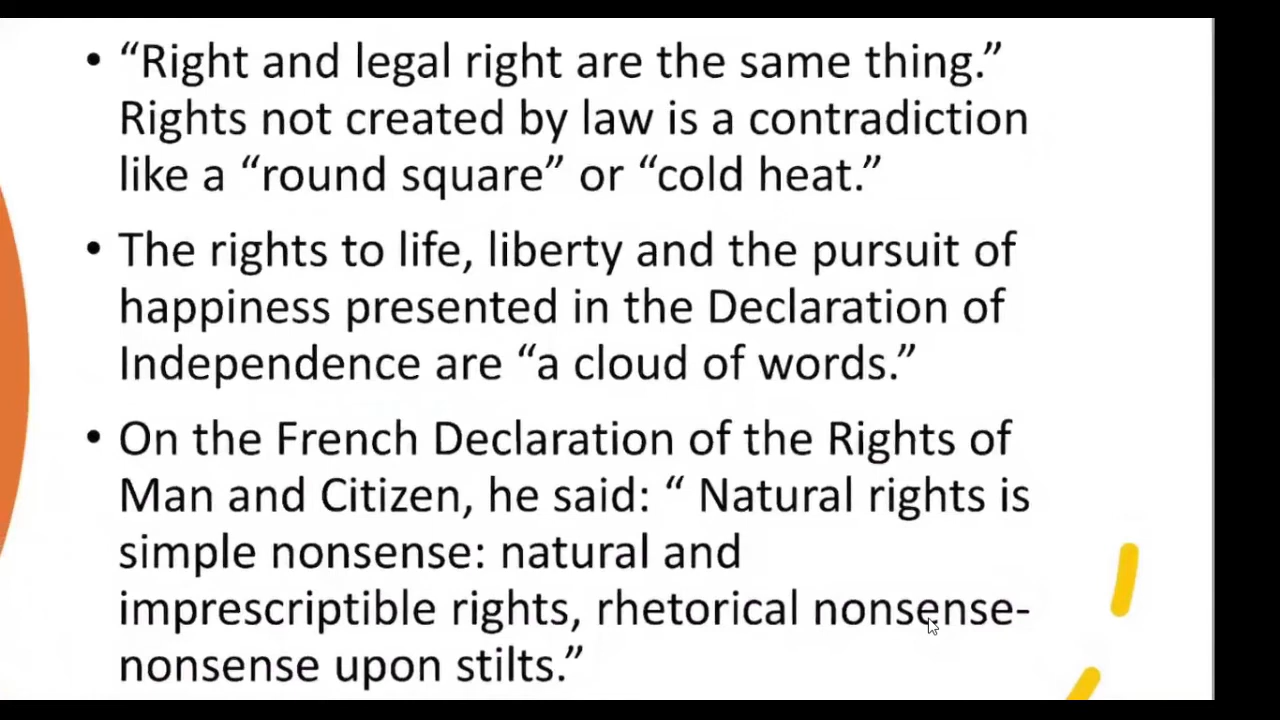 • “Right and legal right are the same thing.”
Rights not created by law is a contradiction
like a “round square” or “cold heat.”
• The rights to life, liberty and the pursuit of
happiness presented in the Declaration of
Independence are “a cloud of words.”
• On the French Declaration of the Rights of
Man and Citizen, he said: “ Natural rights is
simple nonsense: natural and
imprescriptible rights, rhetorical nonsense-
nonsense upon stilts.”